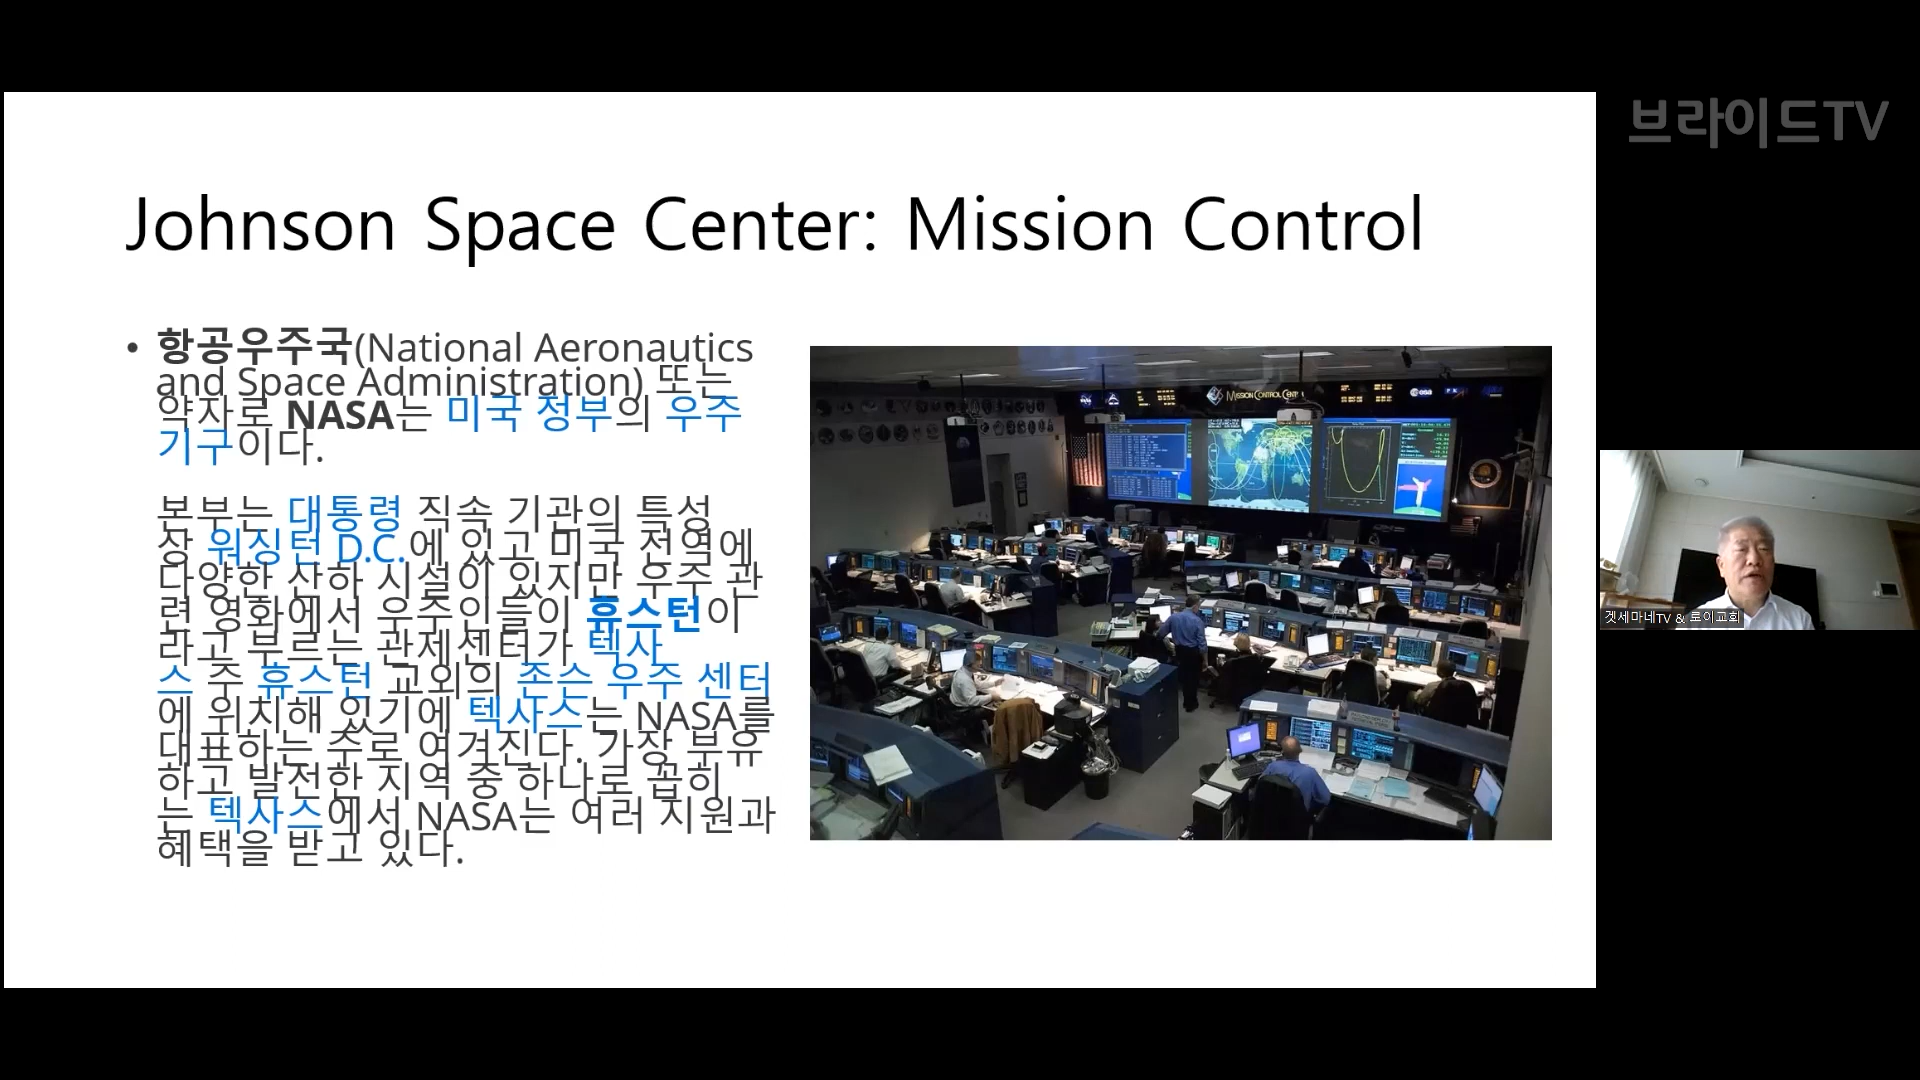 브라이드TV
Johnson Space Center: Mission Control
• 항공우주국(National Aeronautics
and Space Administration) 또는
약자로 NASA는 미국 정부의 우주
기구이다.
본부는 대통령 직속 기관의 특성
상 워싱턴 D.C.에 있고 미국 전역에
다양한 산하 시설이 있지만 우주 관
련 영화에서 우주인들이 휴스턴이
라고 부르는 관제센터가 텍사
스 주 휴스턴 교외의 존슨 우주 센터
에 위치해 있기에 텍사스는 NASA를
대표하는 주로 여겨진다. 가장 부유
하고 발전한 지역 중 하나로 꼽히
는 텍사스에서 NASA는 여러 지원과
혜택을 받고 있다.
MISSION CONTROL CENTER
esa
겟세마네TV & 로이교회